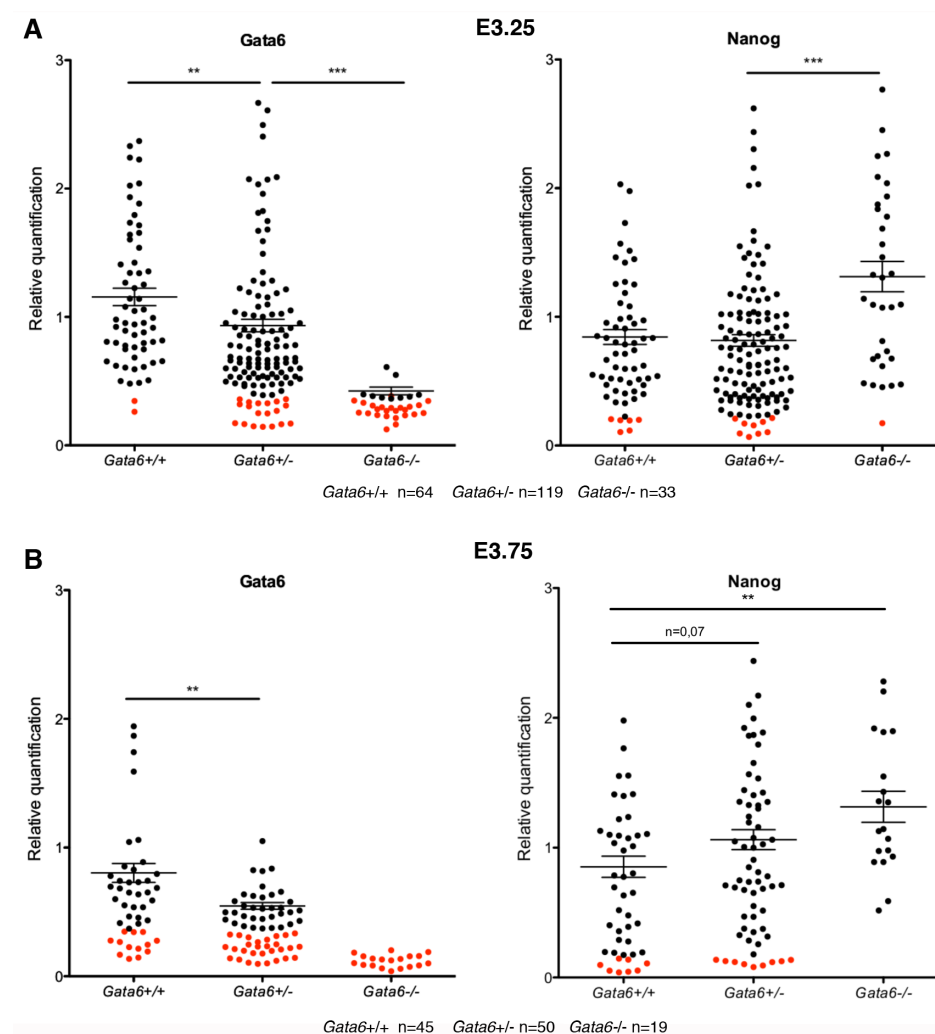 A
E3.25
Gata6
Nanog
3
2
1
0
Relative quantification
**
***
Gata6+/+ Gata6+/- Gata6-/-
3
2
1
0
Relative quantification
***
Gata6+/+ Gata6+/- Gata6-/-
Gata6+/+ n=64 Gata6+/- n=119 Gata6-/- n=33
B
E3.75
Gata6
Nanog
3
2
1
0
Relative quantification
**
Gata6+/+ Gata6+/- Gata6-/-
3
2
1
0
Relative quantification
**
n=0,07
Gata6+/+ Gata6+/- Gata6-/-
Gata6+/+ n=45 Gata6+/- n=50 Gata6-/- n=19